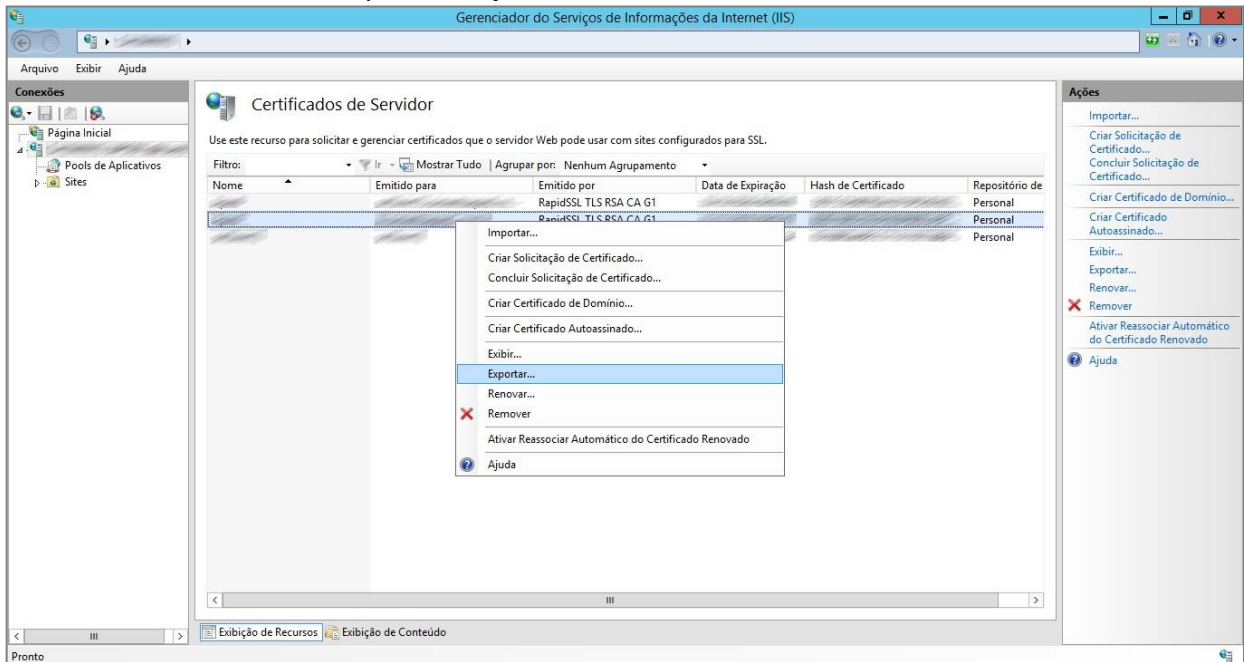 Gerenciador do Serviços de Informações da Internet (IIS)
Arquivo Exibir Ajuda
Conexões
Página Inicial
Pools de Aplicativos
Sites
Certificados de Servidor
Use este recurso para solicitar e gerenciar certificados que o servidor Web pode usar com sites configurados para SSL.
Filtro: Ir Mostrar Tudo Agrupar por: Nenhum Agrupamento
Nome Emitido para Emitido por Data de Expiração Hash de Certificado Repositório de
RapidSSL TLS RSA CA G1 Personal
RapidSSL TLS RSA CA G1 Personal
Personal
Importar...
Criar Solicitação de Certificado...
Concluir Solicitação de Certificado...
Criar Certificado de Domínio...
Criar Certificado Autoassinado...
Exibir...
Exportar...
Renovar...
Remover
Ativar Reassociar Automático do Certificado Renovado
Ajuda
Exibição de Recursos Exibição de Conteúdo
Pronto
Ações
Importar...
Criar Solicitação de
Certificado...
Concluir Solicitação de
Certificado...
Criar Certificado de Domínio...
Criar Certificado
Autoassinado...
Exibir...
Exportar...
Renovar...
Remover
Ativar Reassociar Automático
do Certificado Renovado
Ajuda